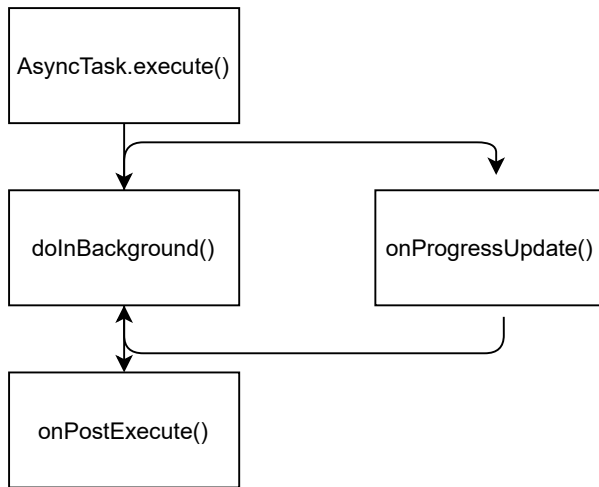 AsyncTask.execute()
doInBackground()
onProgressUpdate()
onPostExecute()